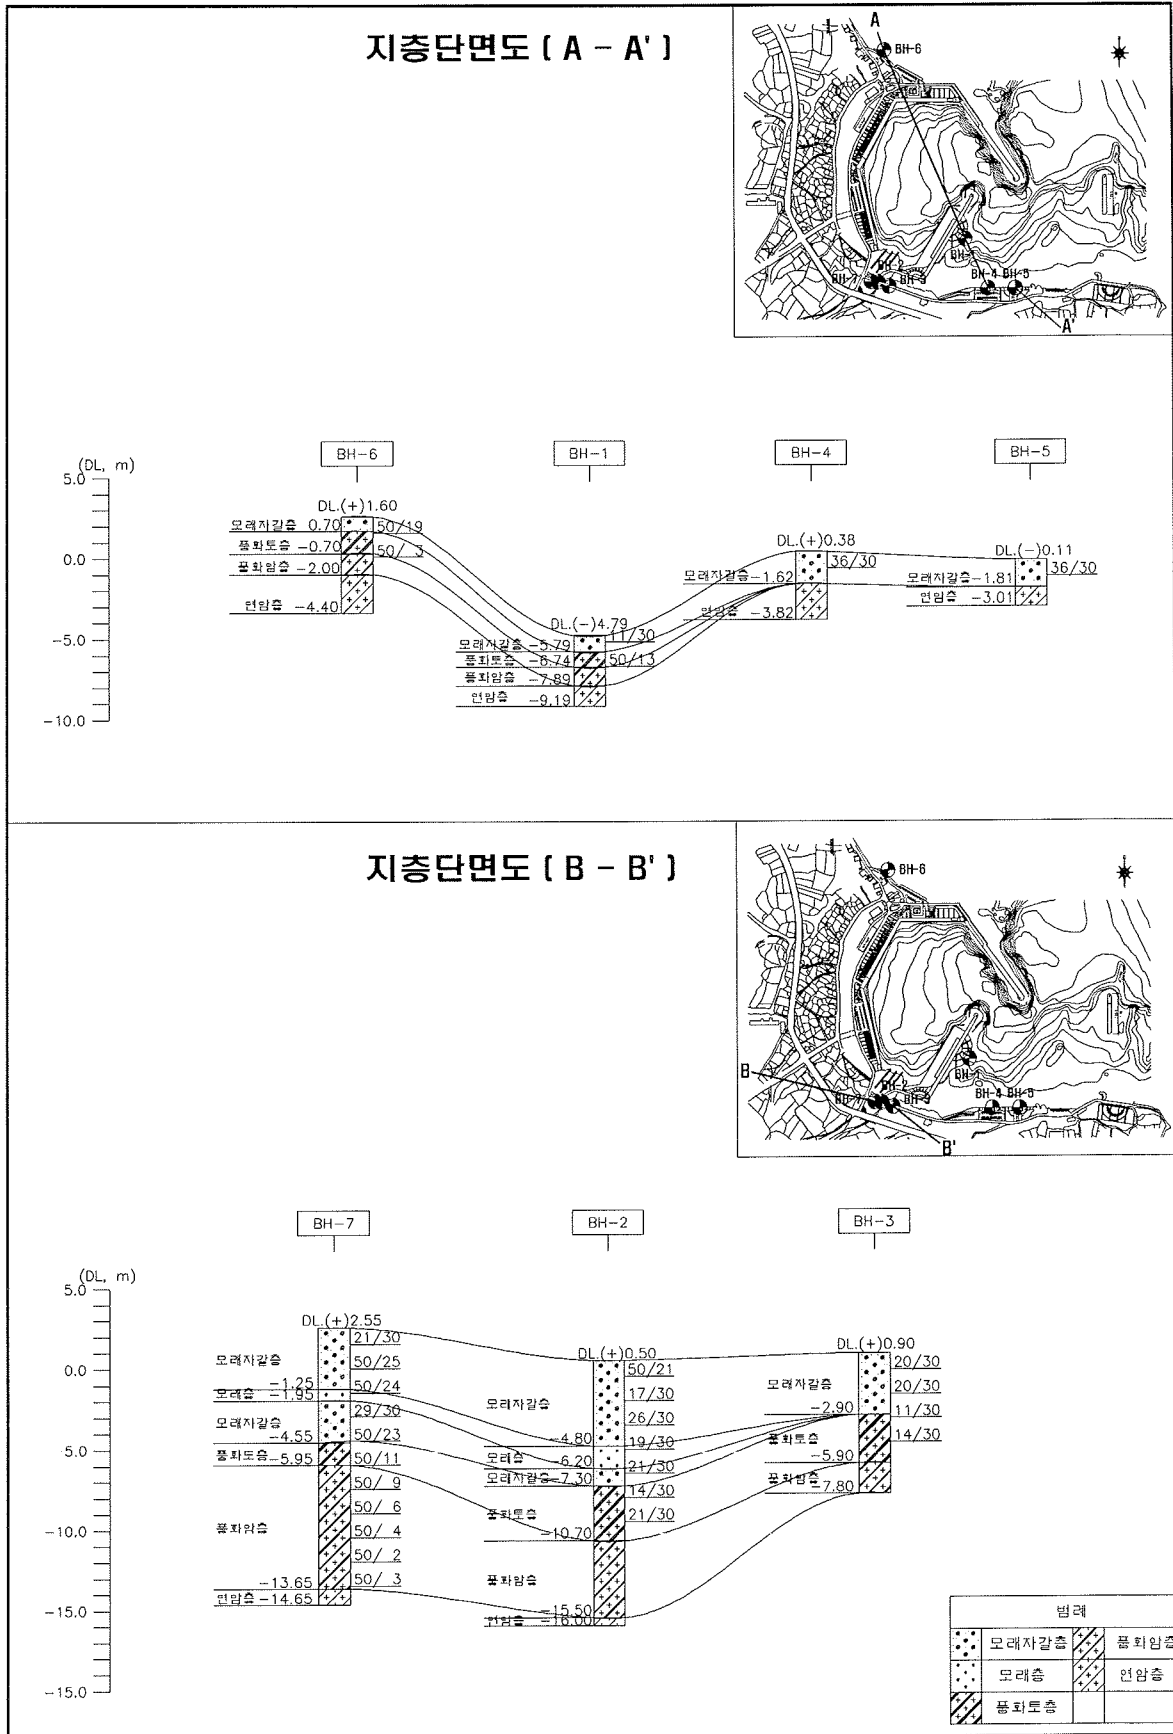 지층단면도 ( A - A' )
A
BH-6
BH-1
BH-2
BH-7
BH-3
BH-4
BH-5
A'
BH-6
BH-1
BH-4
BH-5
(DL, m)
5.0
0.0
-5.0
-10.0
DL.(+)1.60
모래자갈층 0.70
50/19
풍화토층 -0.70
50/ 3
풍화암층 -2.00
연암층 -4.40
DL.(-)4.79
11/30
모래자갈층 -5.79
풍화토층 -6.74
50/13
풍화암층 -7.89
연암층 -9.19
DL.(+)0.38
36/30
모래자갈층 -1.62
연암층 -3.82
DL.(-)0.11
36/30
모래자갈층 -1.81
연암층 -3.01
지층단면도 ( B - B' )
BH-6
BH-1
B
BH-2
BH-7
BH-3
BH-4
BH-5
B'
BH-7
BH-2
BH-3
(DL, m)
5.0
0.0
-5.0
-10.0
-15.0
-15.0
DL.(+)2.55
21/30
모래자갈층
50/25
-1.25
50/24
모래층 -1.95
29/30
모래자갈층
-4.55
50/23
풍화토층 -5.95
50/11
50/ 9
50/ 6
풍화암층
50/ 4
50/ 2
-13.65
50/ 3
연암층 -14.65
DL.(+)0.50
50/21
모래자갈층
17/30
26/30
-4.80
19/30
모래층 -6.20
21/30
모래자갈층 -7.30
14/30
풍화토층
21/30
-10.70
풍화암층
-15.50
연암층 -16.00
DL.(+)0.90
20/30
모래자갈층
20/30
-2.90
11/30
풍화토층
14/30
-5.90
풍화암층
-7.80
범례
모래자갈층
풍화암층
모래층
연암층
풍화토층